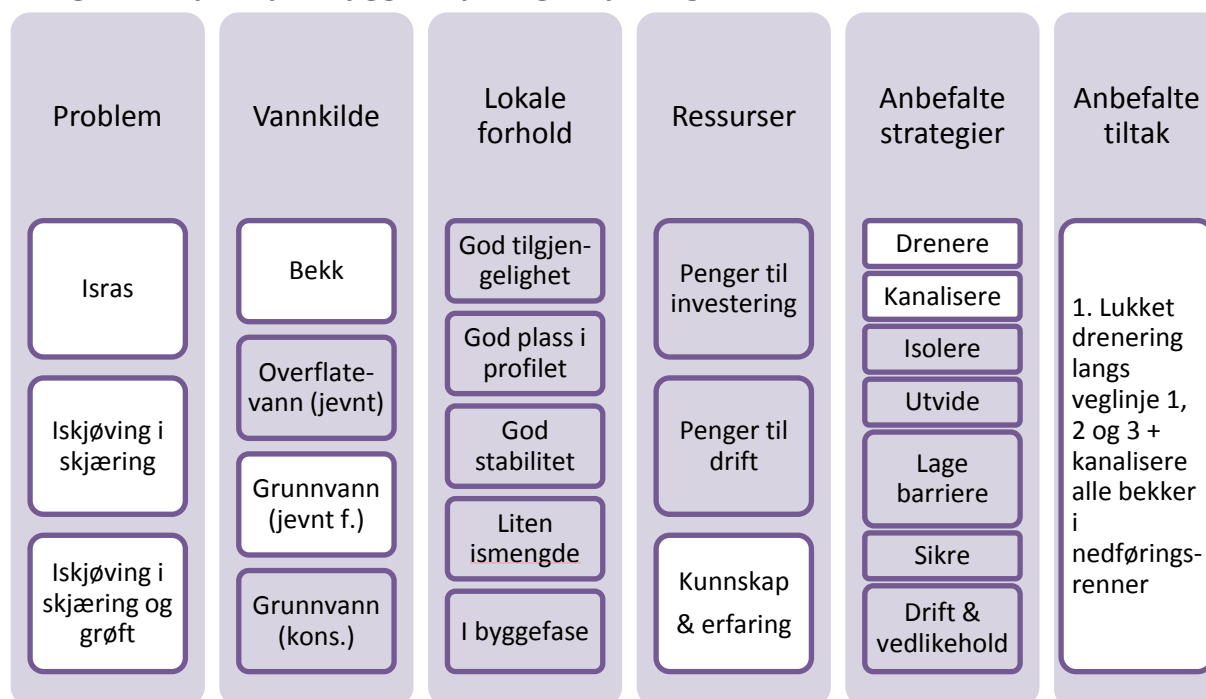 Problem
Isras
Iskjøving i
skjæring
Iskjøving i
skjæring og
grøft
Vannkilde
Bekk
Overflate-
vann (jevnt)
Grunnvann
(jevnt f.)
Grunnvann
(kons.)
Lokale
forhold
God tilgjen-
gelighet
God plass i
profilet
God
stabilitet
Liten
ismengde
I byggefase
Ressurser
Penger til
investering
Penger til
drift
Kunnskap
& erfaring
Anbefalte
strategier
Drenere
Kanalisere
Isolere
Utvide
Lage
barriere
Sikre
Drift &
vedlikehold
Anbefalte
tiltak
1. Lukket
drenering
langs
veglinje 1,
2 og 3 +
kanalisere
alle bekker
i
nedførings-
renner